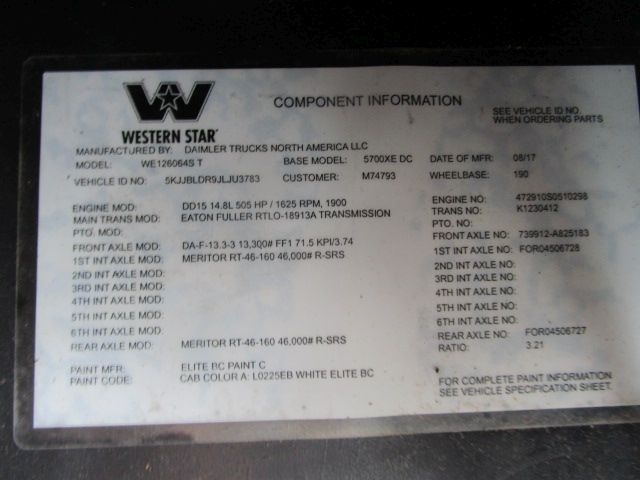 WESTERN STAR
COMPONENT INFORMATION
SEE VEHICLE ID NO.
WHEN ORDERING PARTS
MANUFACTURED BY: DAIMLER TRUCKS NORTH AMERICA LLC
MODEL: WE126064S T BASE MODEL: 5700XE DC DATE OF MFR: 08/17
VEHICLE ID NO: 5KJJBLDR9JLJU3783 CUSTOMER: M74793 WHEELBASE: 190
ENGINE MOD: DD15 14.8L 505 HP / 1625 RPM, 1900 ENGINE NO: 472910S0510298
MAIN TRANS MOD: EATON FULLER RTLO-18913A TRANSMISSION TRANS NO: K1230412
PTO. MOD: PTO. NO:
FRONT AXLE MOD: DA-F-13.3-3 13,300# FF1 71.5 KPI/3.74 FRONT AXLE NO: 739912-A825183
1ST INT AXLE MOD: MERITOR RT-46-160 46,000# R-SRS 1ST INT AXLE NO: FOR04506728
2ND INT AXLE MOD: 2ND INT AXLE NO:
3RD INT AXLE MOD: 3RD INT AXLE NO:
4TH INT AXLE MOD: 4TH INT AXLE NO:
5TH INT AXLE MOD: 5TH INT AXLE NO:
6TH INT AXLE MOD: 6TH INT AXLE NO:
REAR AXLE MOD: MERITOR RT-46-160 46,000# R-SRS REAR AXLE NO: FOR04506727
RATIO: 3.21
PAINT MFR: ELITE BC PAINT C
PAINT CODE: CAB COLOR A: L0225EB WHITE ELITE BC
FOR COMPLETE PAINT INFORMATION
SEE VEHICLE SPECIFICATION SHEET.